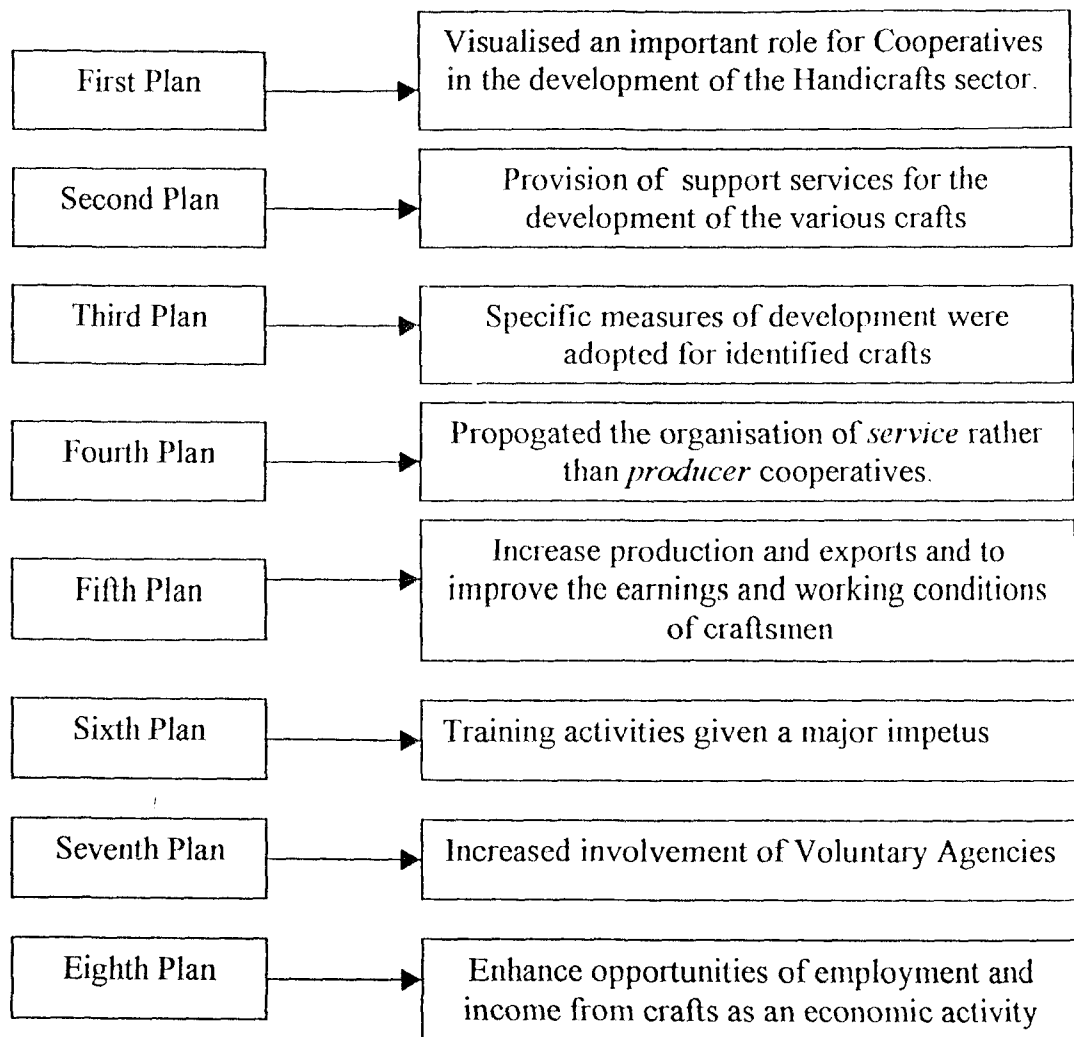 First Plan
Visualised an important role for Cooperatives
in the development of the Handicrafts sector.
Second Plan
Provision of support services for the
development of the various crafts
Third Plan
Specific measures of development were
adopted for identified crafts
Fourth Plan
Propogated the organisation of service rather
than producer cooperatives.
Fifth Plan
Increase production and exports and to
improve the earnings and working conditions
of craftsmen
Sixth Plan
Training activities given a major impetus
Seventh Plan
Increased involvement of Voluntary Agencies
Eighth Plan
Enhance opportunities of employment and
income from crafts as an economic activity